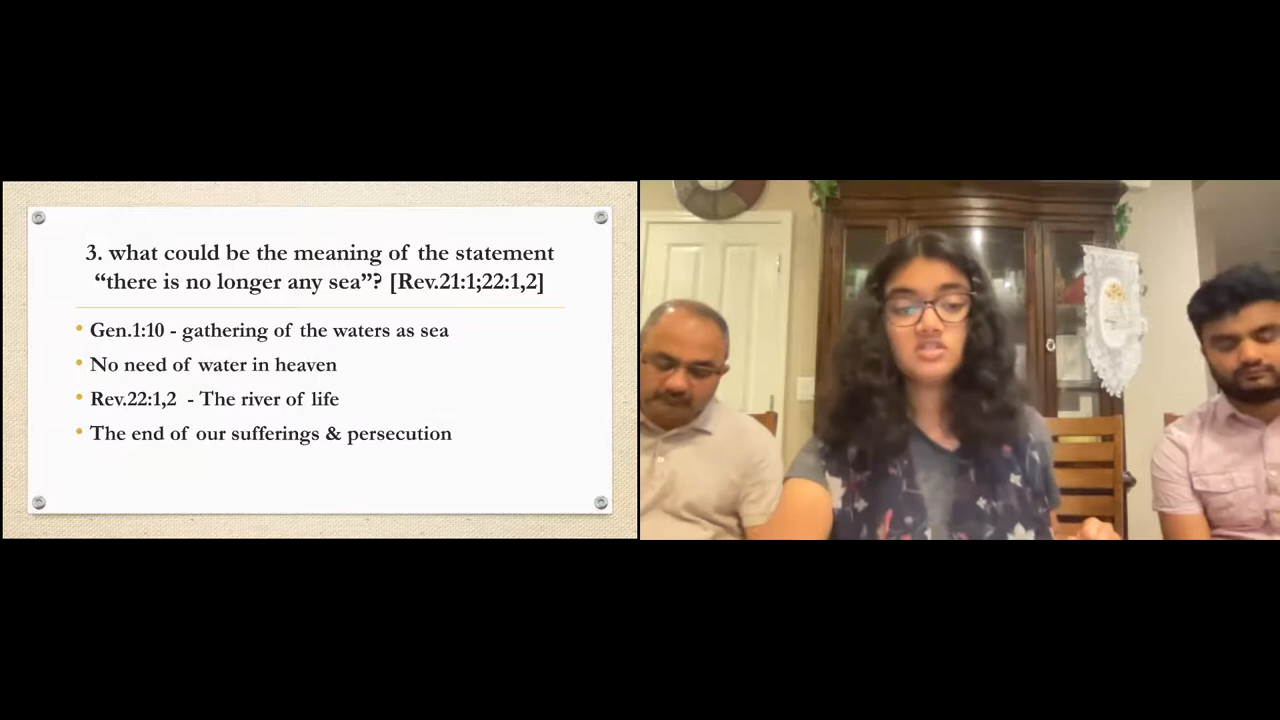 3. what could be the meaning of the statement
“there is no longer any sea”? [Rev.21:1;22:1,2]
• Gen.1:10 - gathering of the waters as sea
• No need of water in heaven
• Rev.22:1,2 - The river of life
• The end of our sufferings & persecution